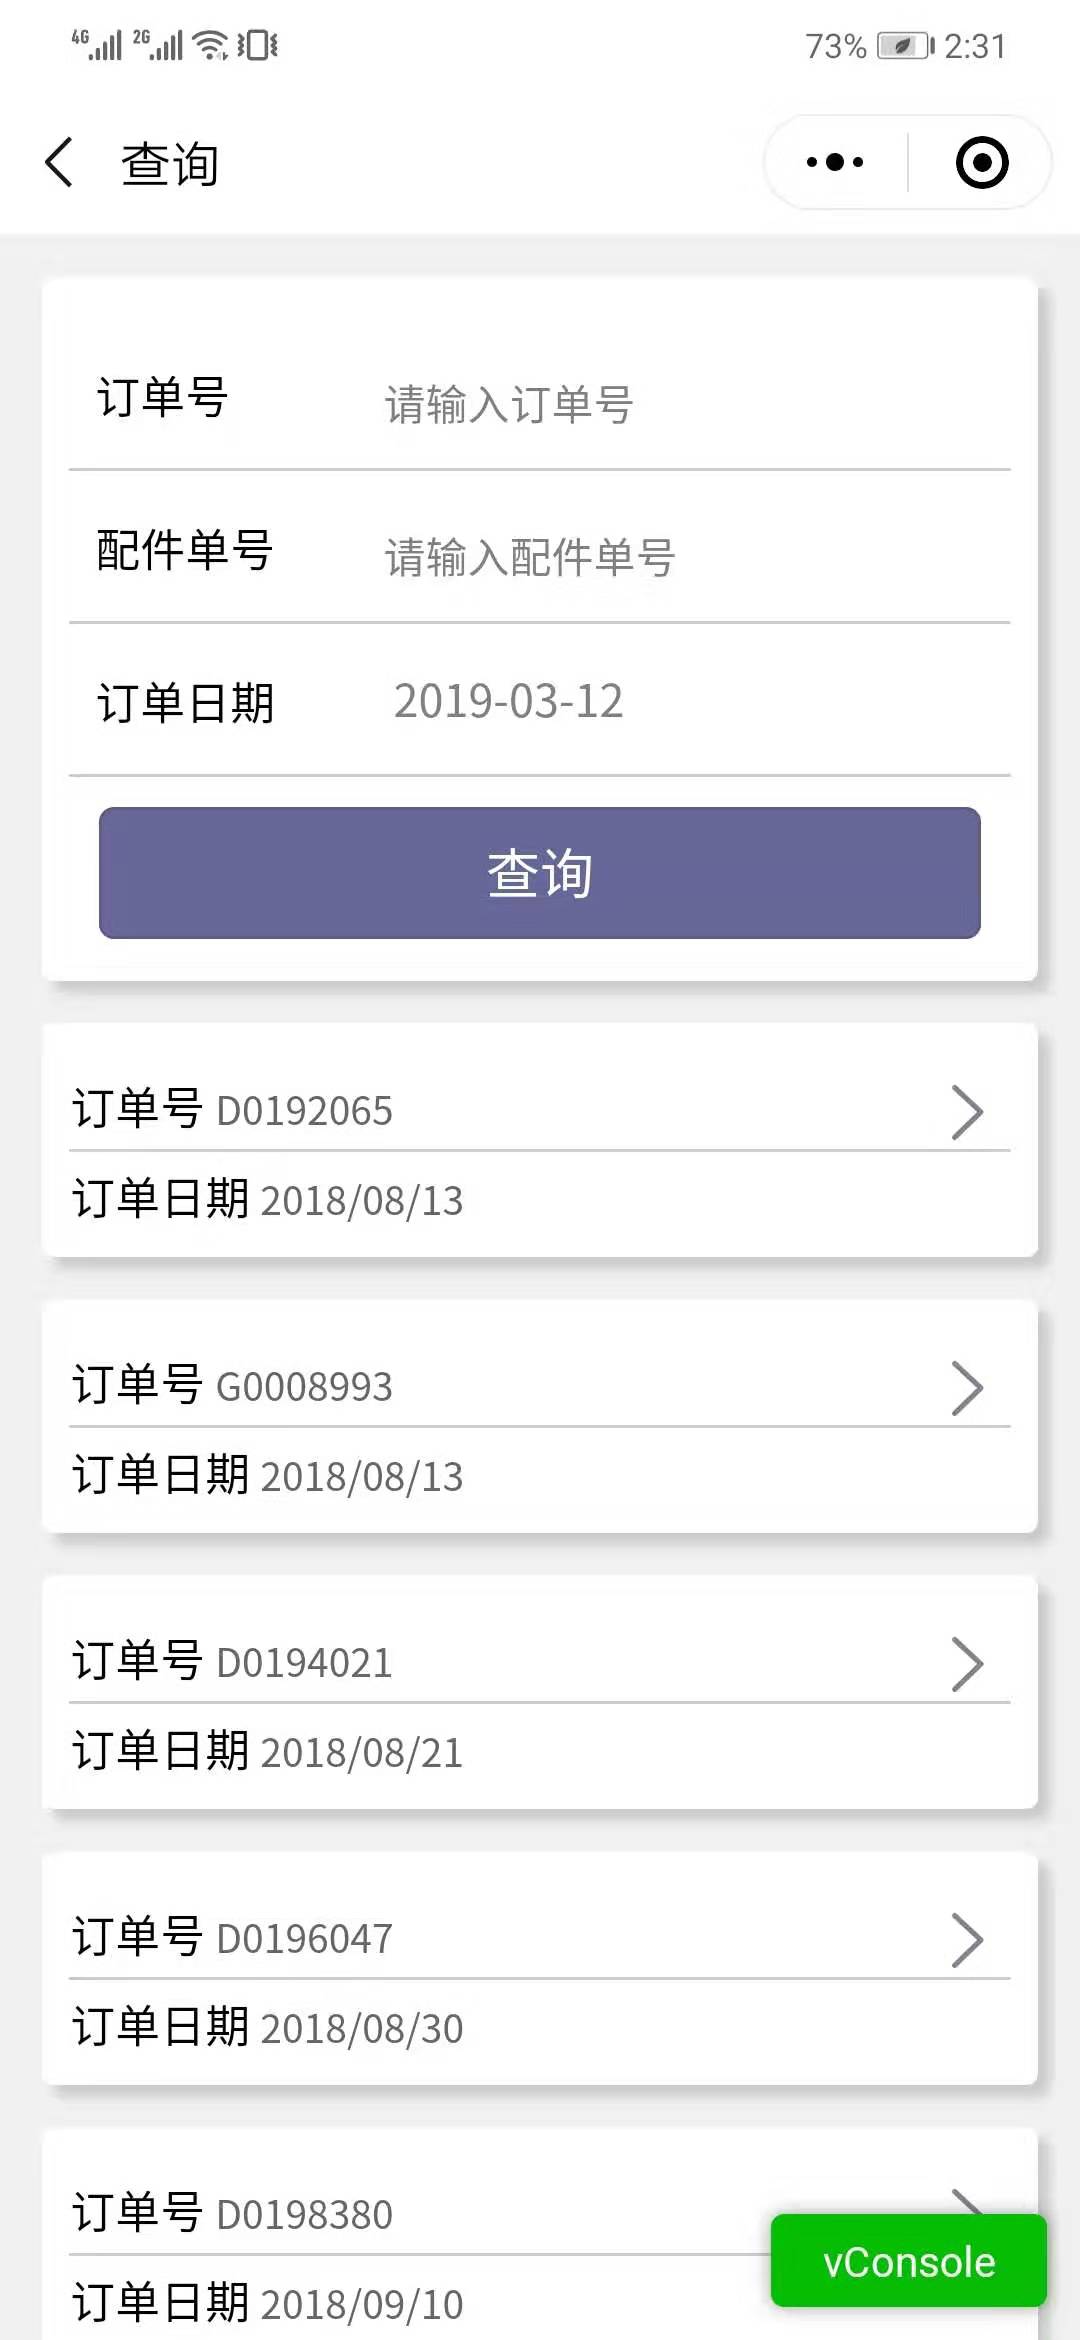 4G 2G 73% 2:31
查询
订单号 请输入订单号
配件单号 请输入配件单号
订单日期 2019-03-12
查询
订单号 D0192065
订单日期 2018/08/13
订单号 G0008993
订单日期 2018/08/13
订单号 D0194021
订单日期 2018/08/21
订单号 D0196047
订单日期 2018/08/30
订单号 D0198380
vConsole
订单日期 2018/09/10